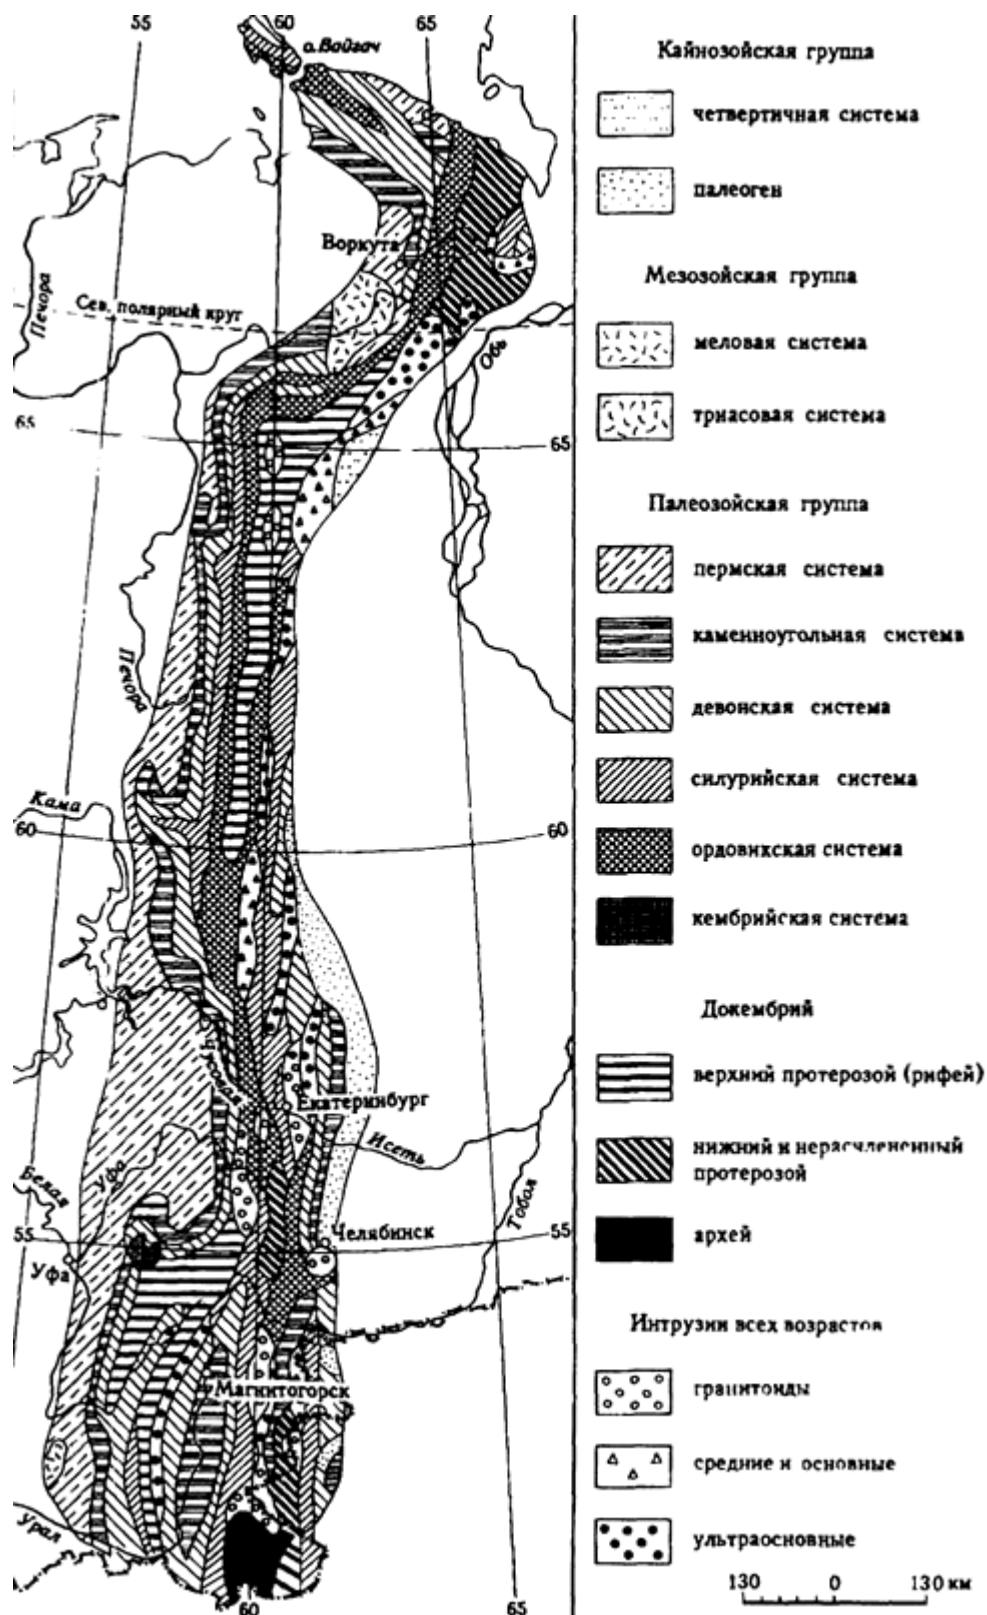 55
60
65
о. Вайгач
Воркута
Печора
Сев. полярный круг
Обь
65
65
Печора
Кама
60
60
Чусовая
Екатеринбург
Исеть
Белая
Уфа
Тобол
Челябинск
55
55
Уфа
Магнитогорск
Урал
60
65
Кайнозойская группа
четвертичная система
палеоген
Мезозойская группа
меловая система
триасовая система
Палеозойская группа
пермская система
каменноугольная система
девонская система
силурийская система
ордовикская система
кембрийская система
Докембрий
верхний протерозой (рифей)
нижний и нерасчлененный
протерозой
архей
Интрузии всех возрастов
гранитоиды
средние и основные
ультраосновные
130 0 130 км